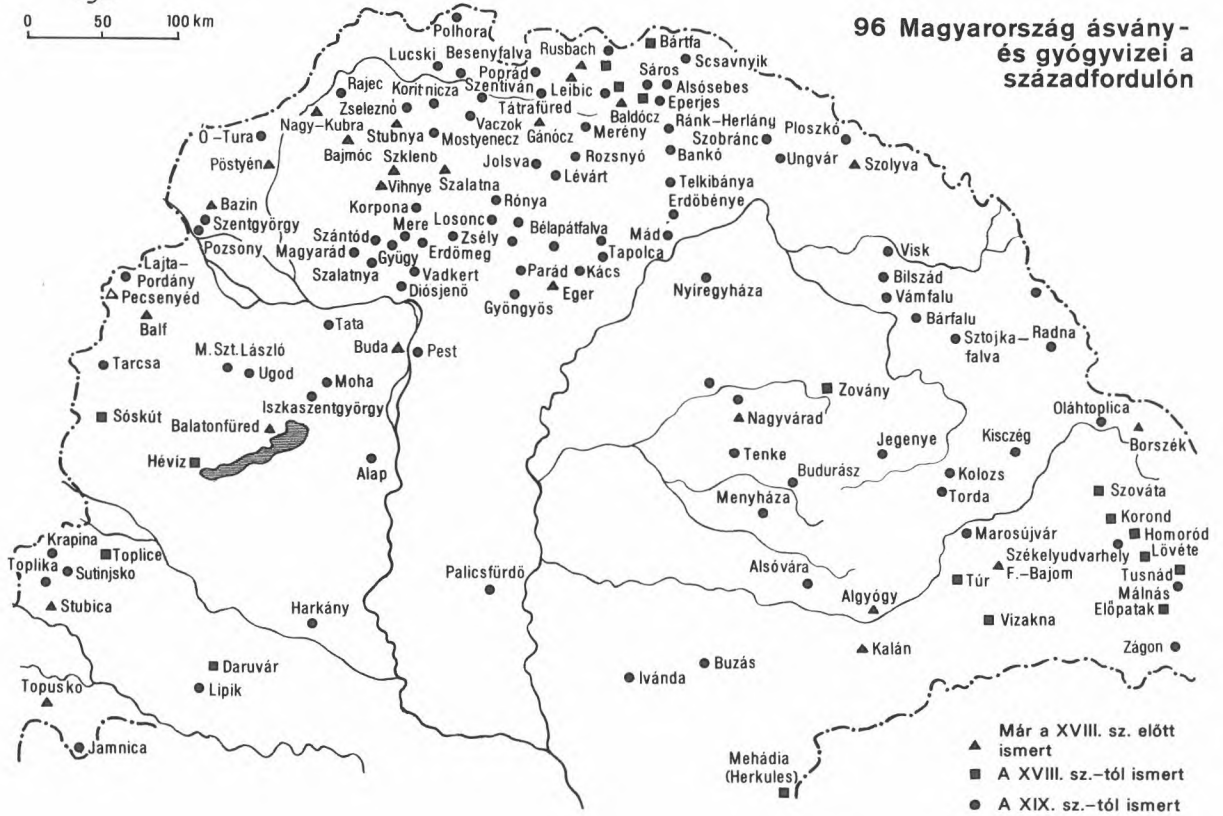 0 50 100 km
96 Magyarország ásvány-
és gyógyvizei a
századfordulón
Polhora
Lucski
Besenyfalva
Rusbach
Bártfa
Scsavnyik
Poprád
Sáros
Alsósebes
Rajec
Koritnicza
Szentiván
Leibic
Zseleznó
Tátrafüred
Baldócz
Eperjes
Nagy-Kubra
Stubnya
Vaczok
Gánócz
Merény
Ránk-Herlány
Szobránc
Ploszkó
Ó-Tura
Mostyenecz
Bajmóc
Szklenb
Jolsva
Rozsnyó
Bankó
Ungvár
Szolyva
Pöstyén
Vihnye
Szalatna
Lévárt
Telkibánya
Bazin
Korpona
Rónya
Erdőbénye
Szentgyörgy
Mere
Losonc
Bélapátfalva
Mád
Pozsony
Szántód
Zsély
Magyarád
Gyügy
Erdőmeg
Tapolca
Visk
Lajta-
Pordány
Szalatnya
Vadkert
Parád
Kács
Bilszád
Pecsenyéd
Diósjenö
Eger
Nyíregyháza
Vámfalu
Balf
Gyöngyös
Bárfalu
Tata
Sztojka-
falva
Radna
M. Szt. László
Buda
Pest
Tarcsa
Ugod
Moha
Zovány
Iszkaszentgyörgy
Sóskút
Nagyvárad
Oláhtoplica
Balatonfüred
Jegenye
Kisczég
Borszék
Hévíz
Alap
Tenke
Budurász
Kolozs
Szováta
Menyháza
Torda
Korond
Krapina
Marosújvár
Homoród
Toplice
Székelyudvarhely
Lövéte
Toplika
Sutinjsko
Palicsfürdő
Alsóvára
F.-Bajom
Tusnád
Túr
Málnás
Stubica
Harkány
Algyógy
Előpatak
Vizakna
Daruvár
Kalán
Zágon
Buzás
Topusko
Lipik
Ivánda
Jamnica
Mehádia
(Herkules)
Már a XVIII. sz. előtt
ismert
A XVIII. sz.-tól ismert
A XIX. sz.-tól ismert